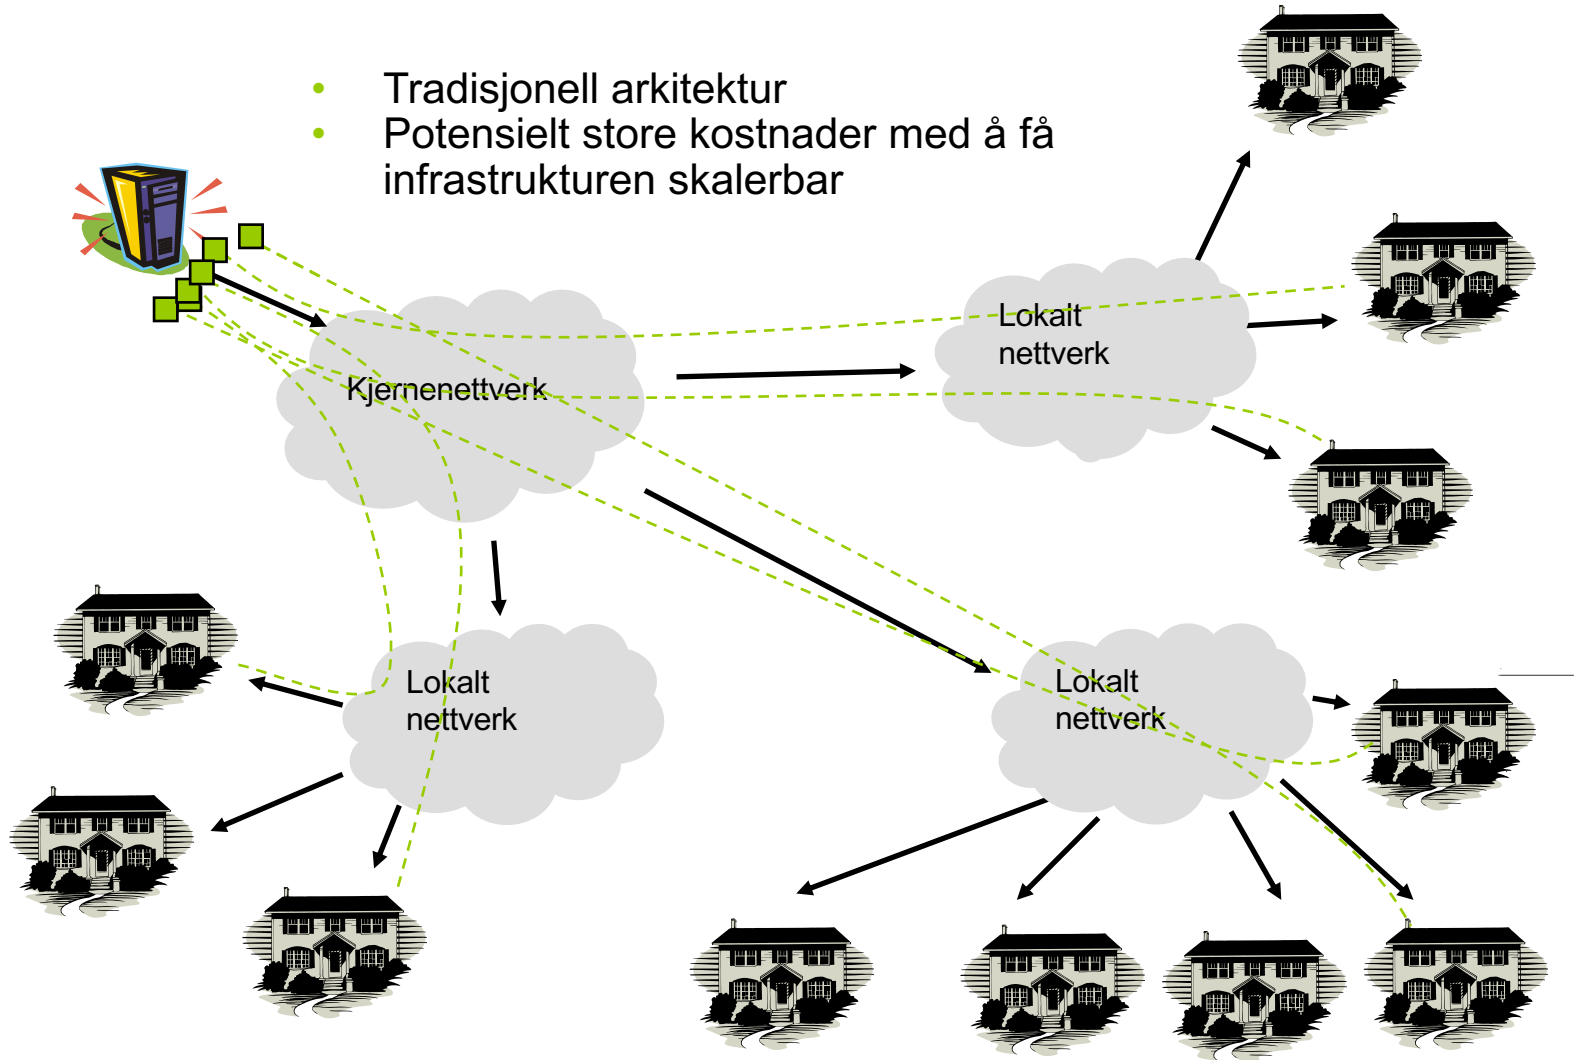 • Tradisjonell arkitektur
• Potensielt store kostnader med å få
infrastrukturen skalerbar
Lokalt
nettverk
Kjernenettverk
Lokalt
nettverk
Lokalt
nettverk